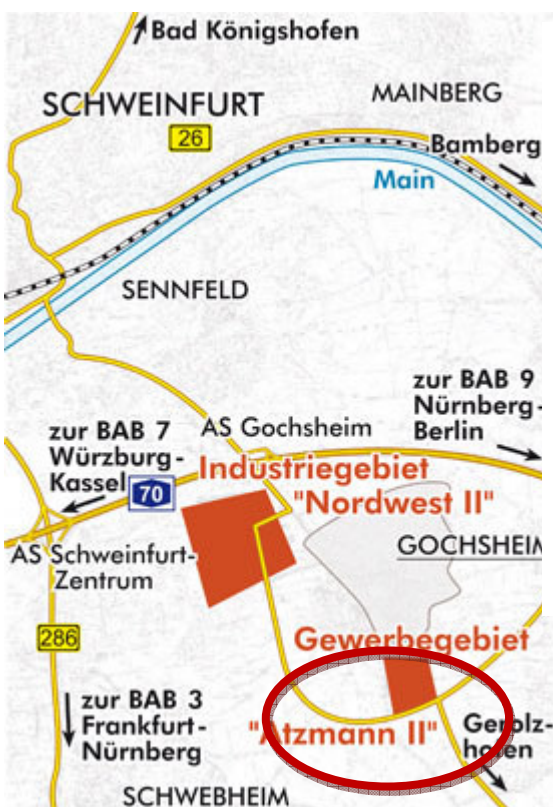 Bad Königshofen
SCHWEINFURT
MAINBERG
26
Bamberg
Main
SENNFELD
zur BAB 9
Nürnberg-
Berlin
zur BAB 7
Würzburg-
Kassel
AS Gochsheim
70
Industriegebiet
"Nordwest II"
AS Schweinfurt-
Zentrum
GOCHSHEIM
286
Gewerbegebiet
"Atzmann II"
zur BAB 3
Frankfurt-
Nürnberg
Gerolz-
hofen
SCHWEBHEIM